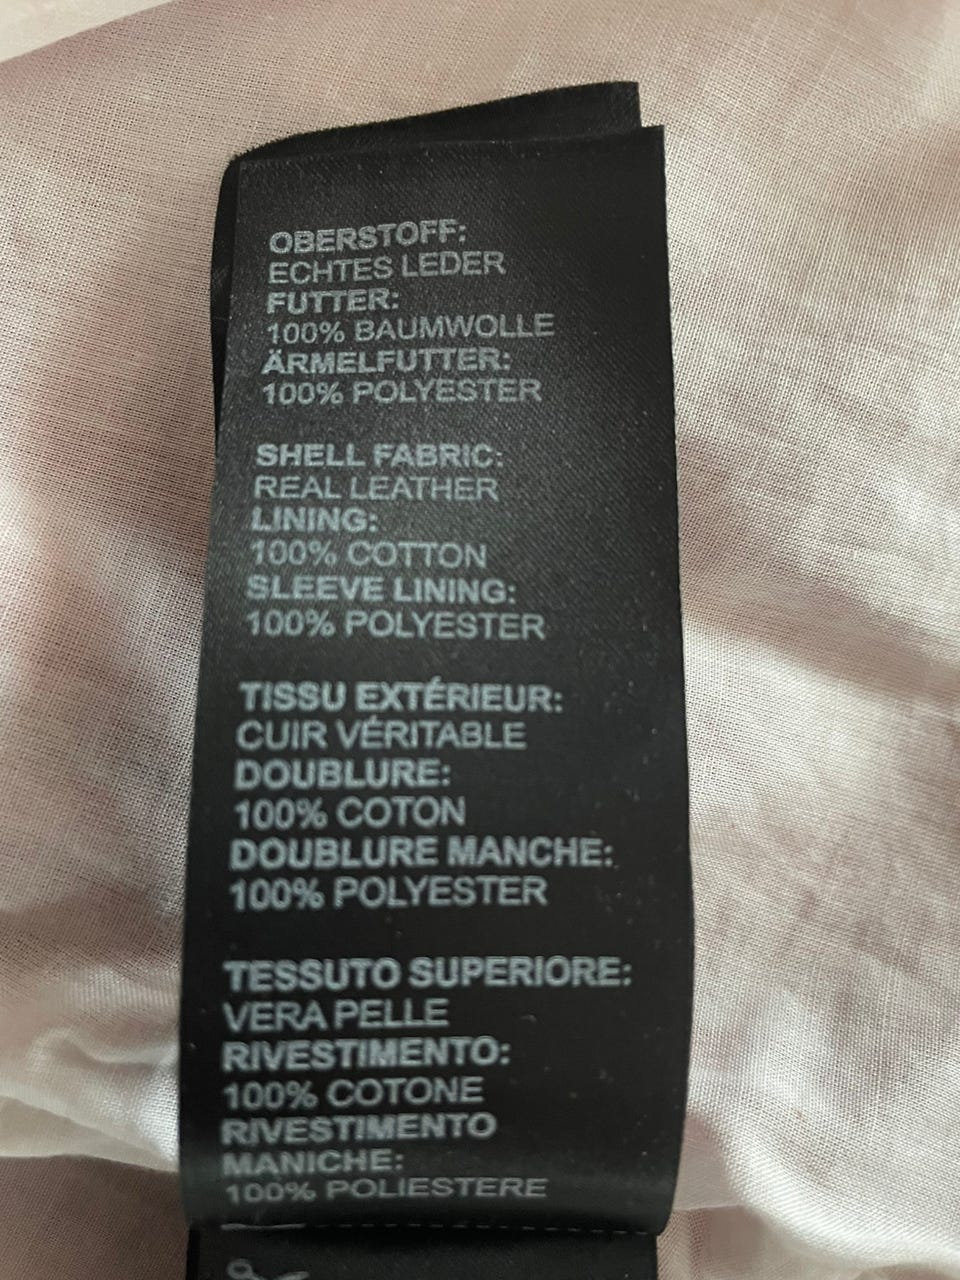 OBERSTOFF:
ECHTES LEDER
FUTTER:
100% BAUMWOLLE
ÄRMELFUTTER:
100% POLYESTER
SHELL FABRIC:
REAL LEATHER
LINING:
100% COTTON
SLEEVE LINING:
100% POLYESTER
TISSU EXTÉRIEUR:
CUIR VÉRITABLE
DOUBLURE:
100% COTON
DOUBLURE MANCHE:
100% POLYESTER
TESSUTO SUPERIORE:
VERA PELLE
RIVESTIMENTO:
100% COTONE
RIVESTIMENTO
MANICHE:
100% POLIESTERE